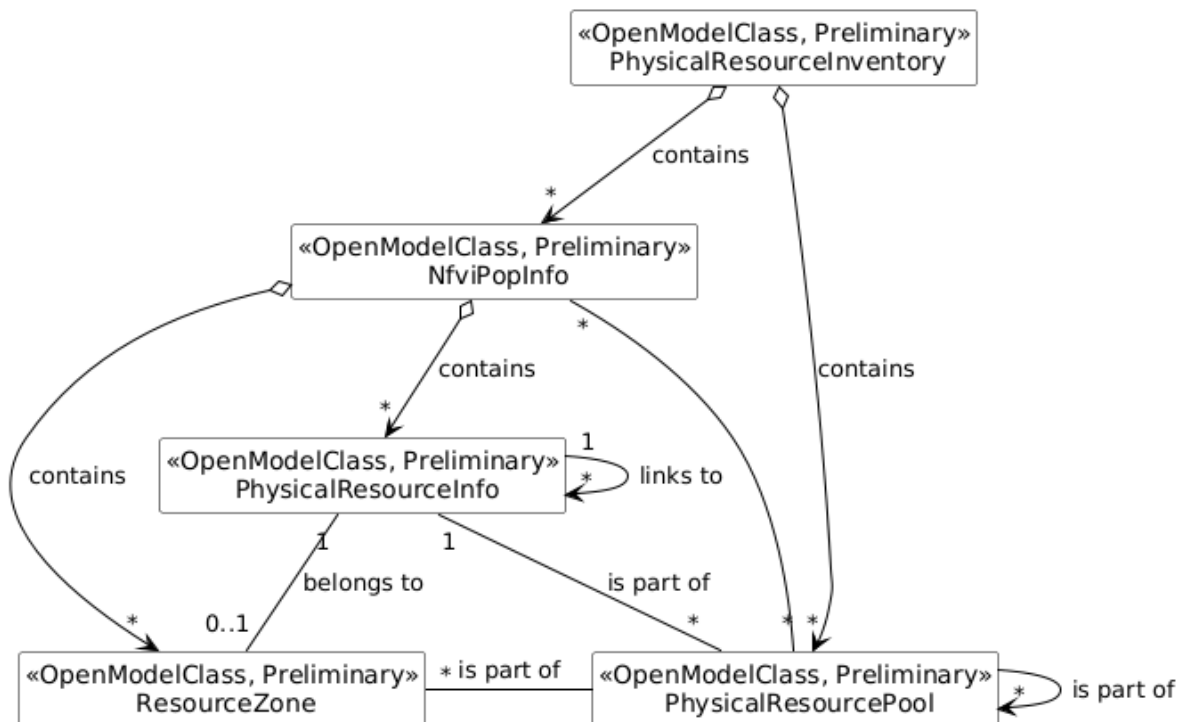 «OpenModelClass, Preliminary»
PhysicalResourceInventory
contains
*
«OpenModelClass, Preliminary»
NfviPopInfo
*
contains
contains
*
«OpenModelClass, Preliminary»
PhysicalResourceInfo
1
*
links to
contains
1
1
belongs to
is part of
*
0..1
*
*
*
«OpenModelClass, Preliminary»
ResourceZone
* is part of
«OpenModelClass, Preliminary»
PhysicalResourcePool
*
is part of